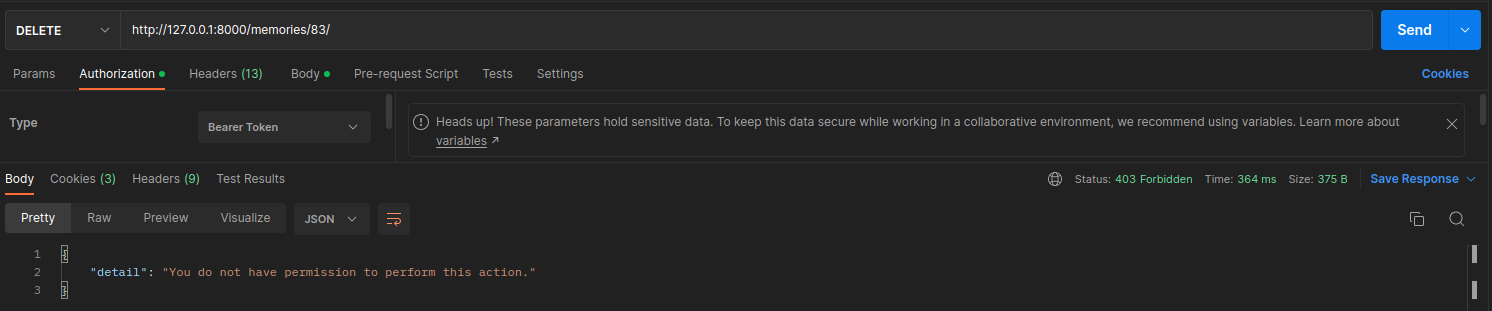 DELETE http://127.0.0.1:8000/memories/83/ Send
Params Authorization Headers (13) Body Pre-request Script Tests Settings Cookies
Type Bearer Token
Heads up! These parameters hold sensitive data. To keep this data secure while working in a collaborative environment, we recommend using variables. Learn more about
variables ↗
Body Cookies (3) Headers (9) Test Results Status: 403 Forbidden Time: 364 ms Size: 375 B Save Response
Pretty Raw Preview Visualize JSON
1 {
2 "detail": "You do not have permission to perform this action."
3 }